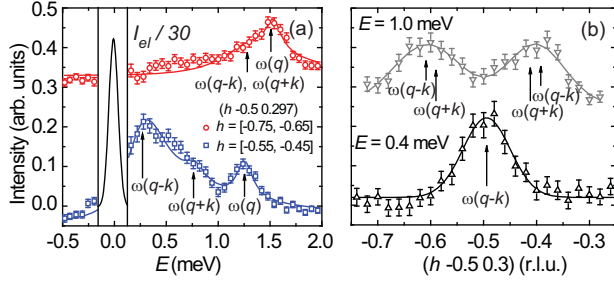 I_el / 30
(a)
ω(q)
ω(q-k), ω(q+k)
(h -0.5 0.297)
h = [-0.75, -0.65]
h = [-0.55, -0.45]
ω(q-k)
ω(q+k)
ω(q)
Intensity (arb. units)
0.5
0.4
0.3
0.2
0.1
0.0
-0.5 0.0 0.5 1.0 1.5 2.0
E(meV)
E = 1.0 meV
(b)
ω(q-k)
ω(q+k)
ω(q-k)
ω(q+k)
E = 0.4 meV
ω(q-k)
-0.7 -0.6 -0.5 -0.4 -0.3
(h -0.5 0.3) (r.l.u.)